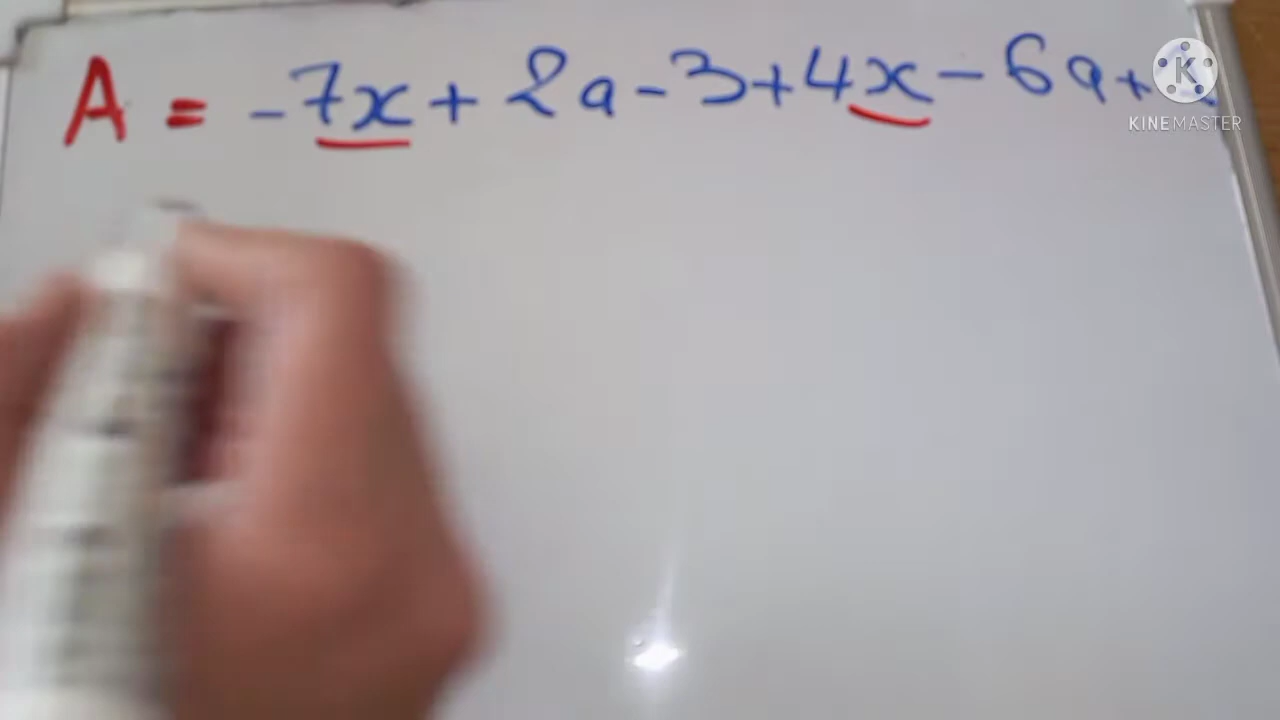 A = -7x + 2a - 3 + 4x - 6a +
K
KINEMASTER